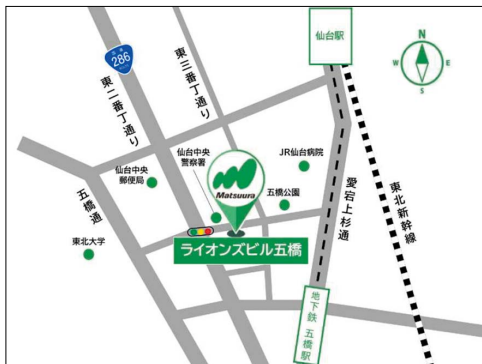 国道
286
東二番丁通り
東三番丁通り
仙台駅
N
W
E
S
仙台中央
警察署
仙台中央
郵便局
Matsuura
JR仙台病院
五橋公園
五橋通
東北大学
愛宕上杉通
東北新幹線
ライオンズビル五橋
地下鉄 五橋駅